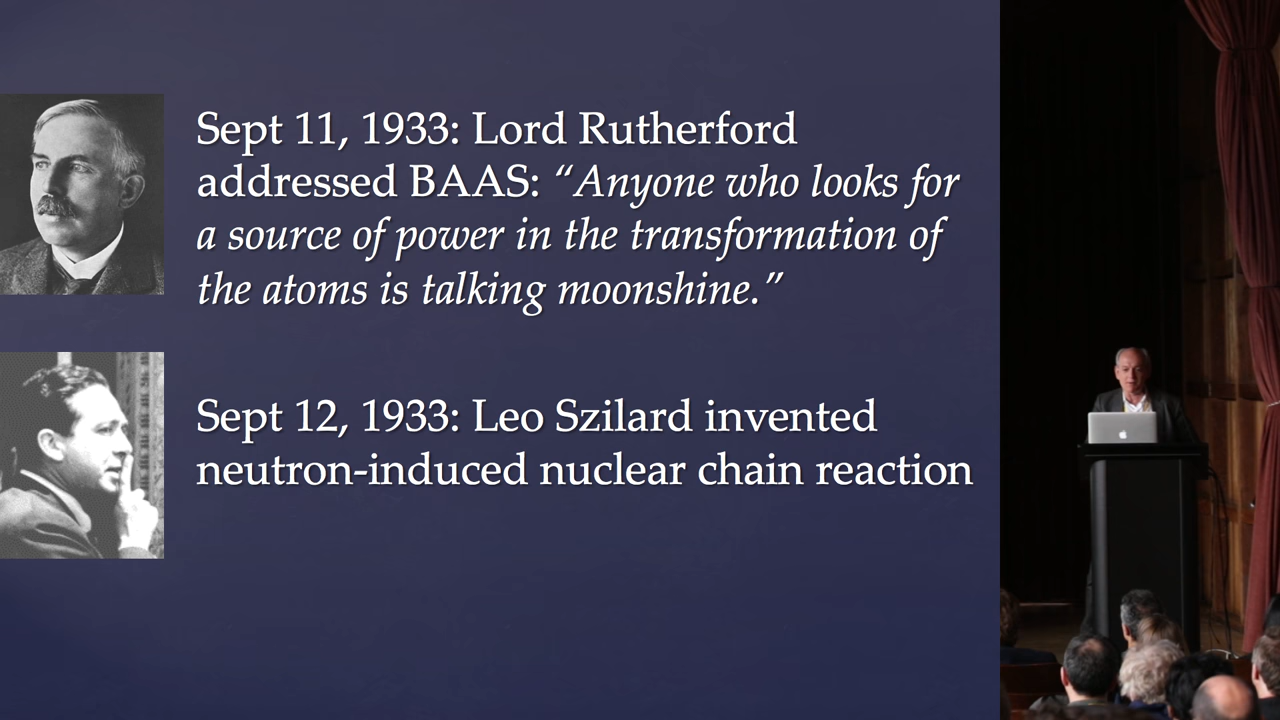 Sept 11, 1933: Lord Rutherford
addressed BAAS: “Anyone who looks for
a source of power in the transformation of
the atoms is talking moonshine.”
Sept 12, 1933: Leo Szilard invented
neutron-induced nuclear chain reaction